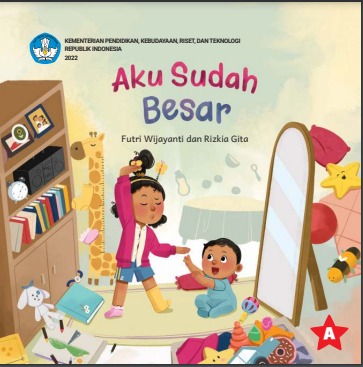 KEMENTERIAN PENDIDIKAN, KEBUDAYAAN, RISET, DAN TEKNOLOGI
REPUBLIK INDONESIA
2022
Aku Sudah
Besar
Futri Wijayanti dan Rizkia Gita
A